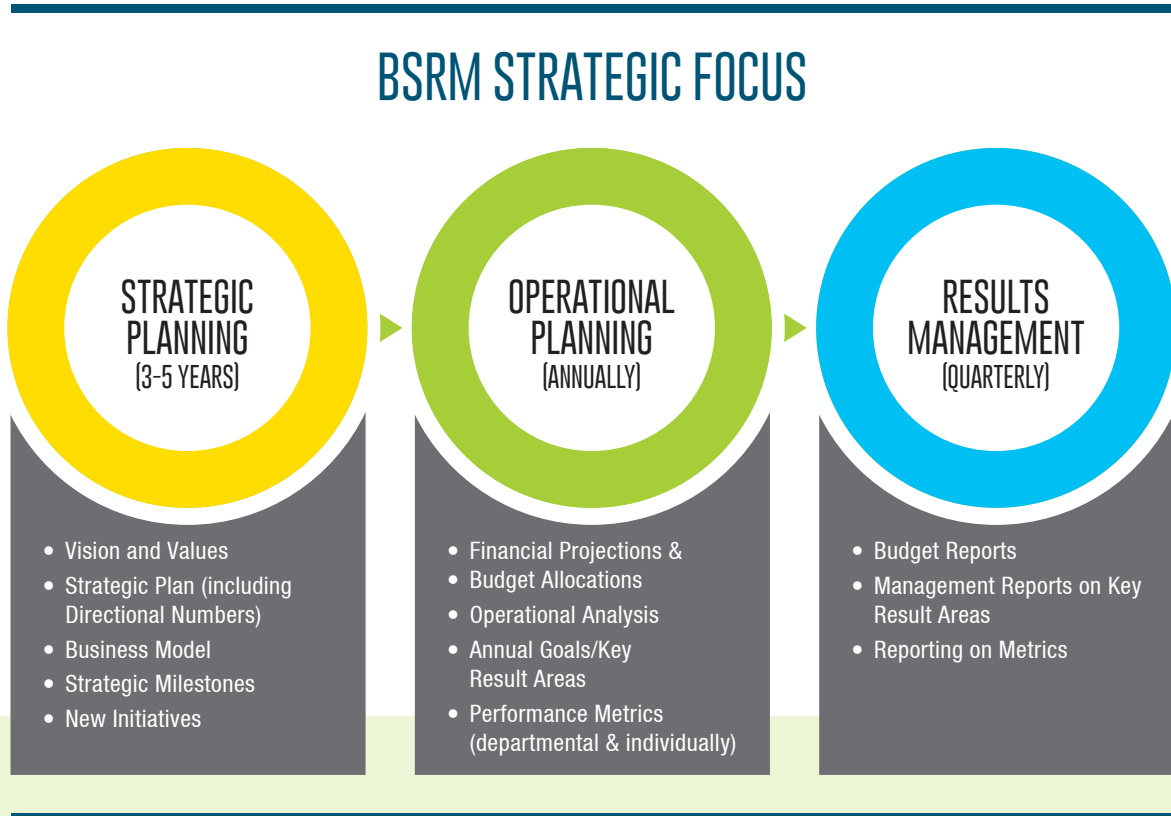 BSRM STRATEGIC FOCUS
STRATEGIC
PLANNING
(3-5 YEARS)
• Vision and Values
• Strategic Plan (including
Directional Numbers)
• Business Model
• Strategic Milestones
• New Initiatives
OPERATIONAL
PLANNING
(ANNUALLY)
• Financial Projections &
• Budget Allocations
• Operational Analysis
• Annual Goals/Key
Result Areas
• Performance Metrics
(departmental & individually)
RESULTS
MANAGEMENT
(QUARTERLY)
• Budget Reports
• Management Reports on Key
Result Areas
• Reporting on Metrics